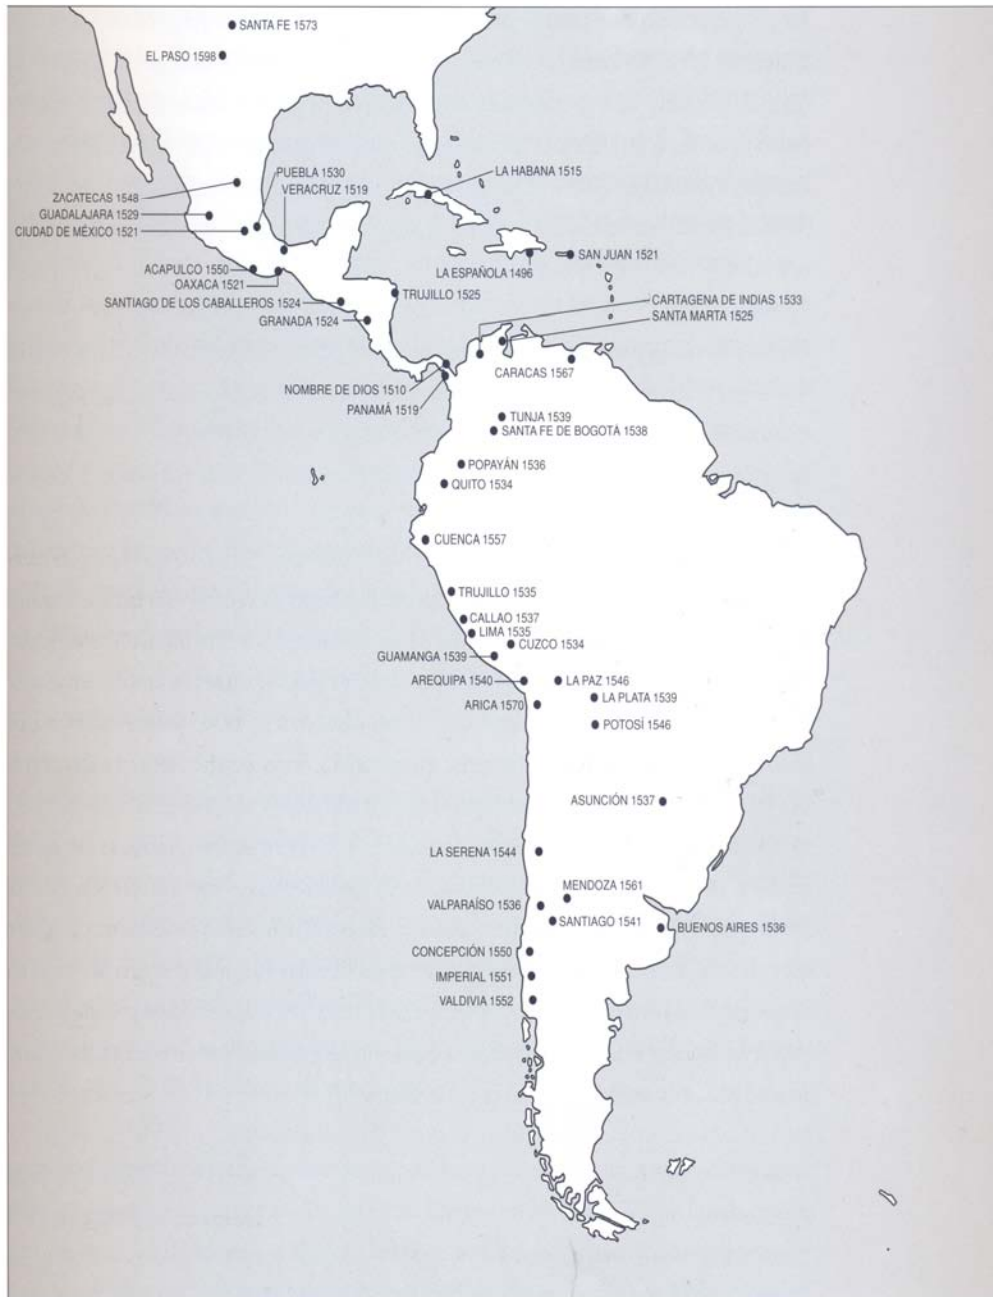 SANTA FE 1573
EL PASO 1598
PUEBLA 1530
VERACRUZ 1519
LA HABANA 1515
ZACATECAS 1548
GUADALAJARA 1529
CIUDAD DE MÉXICO 1521
SAN JUAN 1521
LA ESPAÑOLA 1496
ACAPULCO 1550
OAXACA 1521
TRUJILLO 1525
SANTIAGO DE LOS CABALLEROS 1524
CARTAGENA DE INDIAS 1533
SANTA MARTA 1525
GRANADA 1524
CARACAS 1567
NOMBRE DE DIOS 1510
PANAMÁ 1519
TUNJA 1539
SANTA FE DE BOGOTÁ 1538
POPAYÁN 1536
QUITO 1534
CUENCA 1557
TRUJILLO 1535
CALLAO 1537
LIMA 1535
CUZCO 1534
GUAMANGA 1539
AREQUIPA 1540
LA PAZ 1546
LA PLATA 1539
ARICA 1570
POTOSÍ 1546
ASUNCIÓN 1537
LA SERENA 1544
MENDOZA 1561
VALPARAÍSO 1536
SANTIAGO 1541
BUENOS AIRES 1536
CONCEPCIÓN 1550
IMPERIAL 1551
VALDIVIA 1552